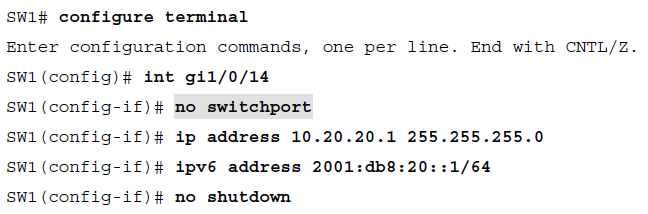 SW1# configure terminal
Enter configuration commands, one per line. End with CNTL/Z.
SW1(config)# int gi1/0/14
SW1(config-if)# no switchport
SW1(config-if)# ip address 10.20.20.1 255.255.255.0
SW1(config-if)# ipv6 address 2001:db8:20::1/64
SW1(config-if)# no shutdown